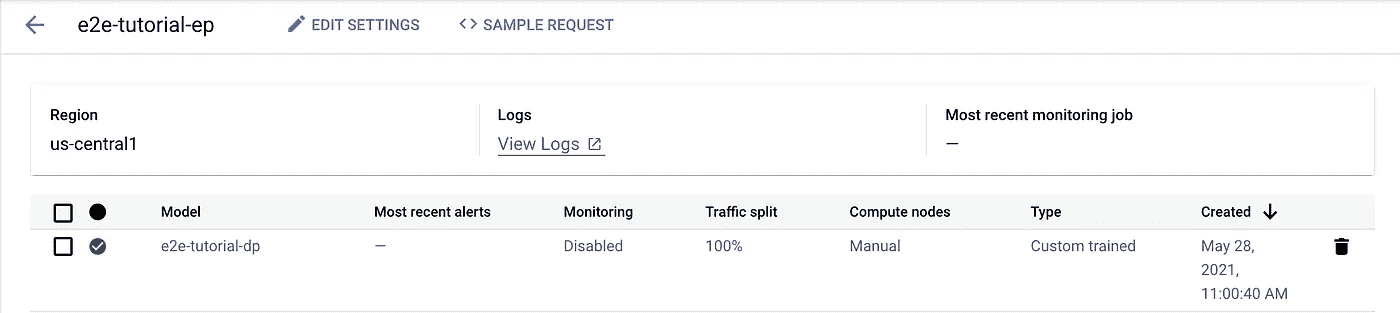 e2e-tutorial-ep EDIT SETTINGS <> SAMPLE REQUEST
Region Logs Most recent monitoring job
us-central1 View Logs —
Model Most recent alerts Monitoring Traffic split Compute nodes Type Created
e2e-tutorial-dp — Disabled 100% Manual Custom trained May 28,
2021,
11:00:40 AM